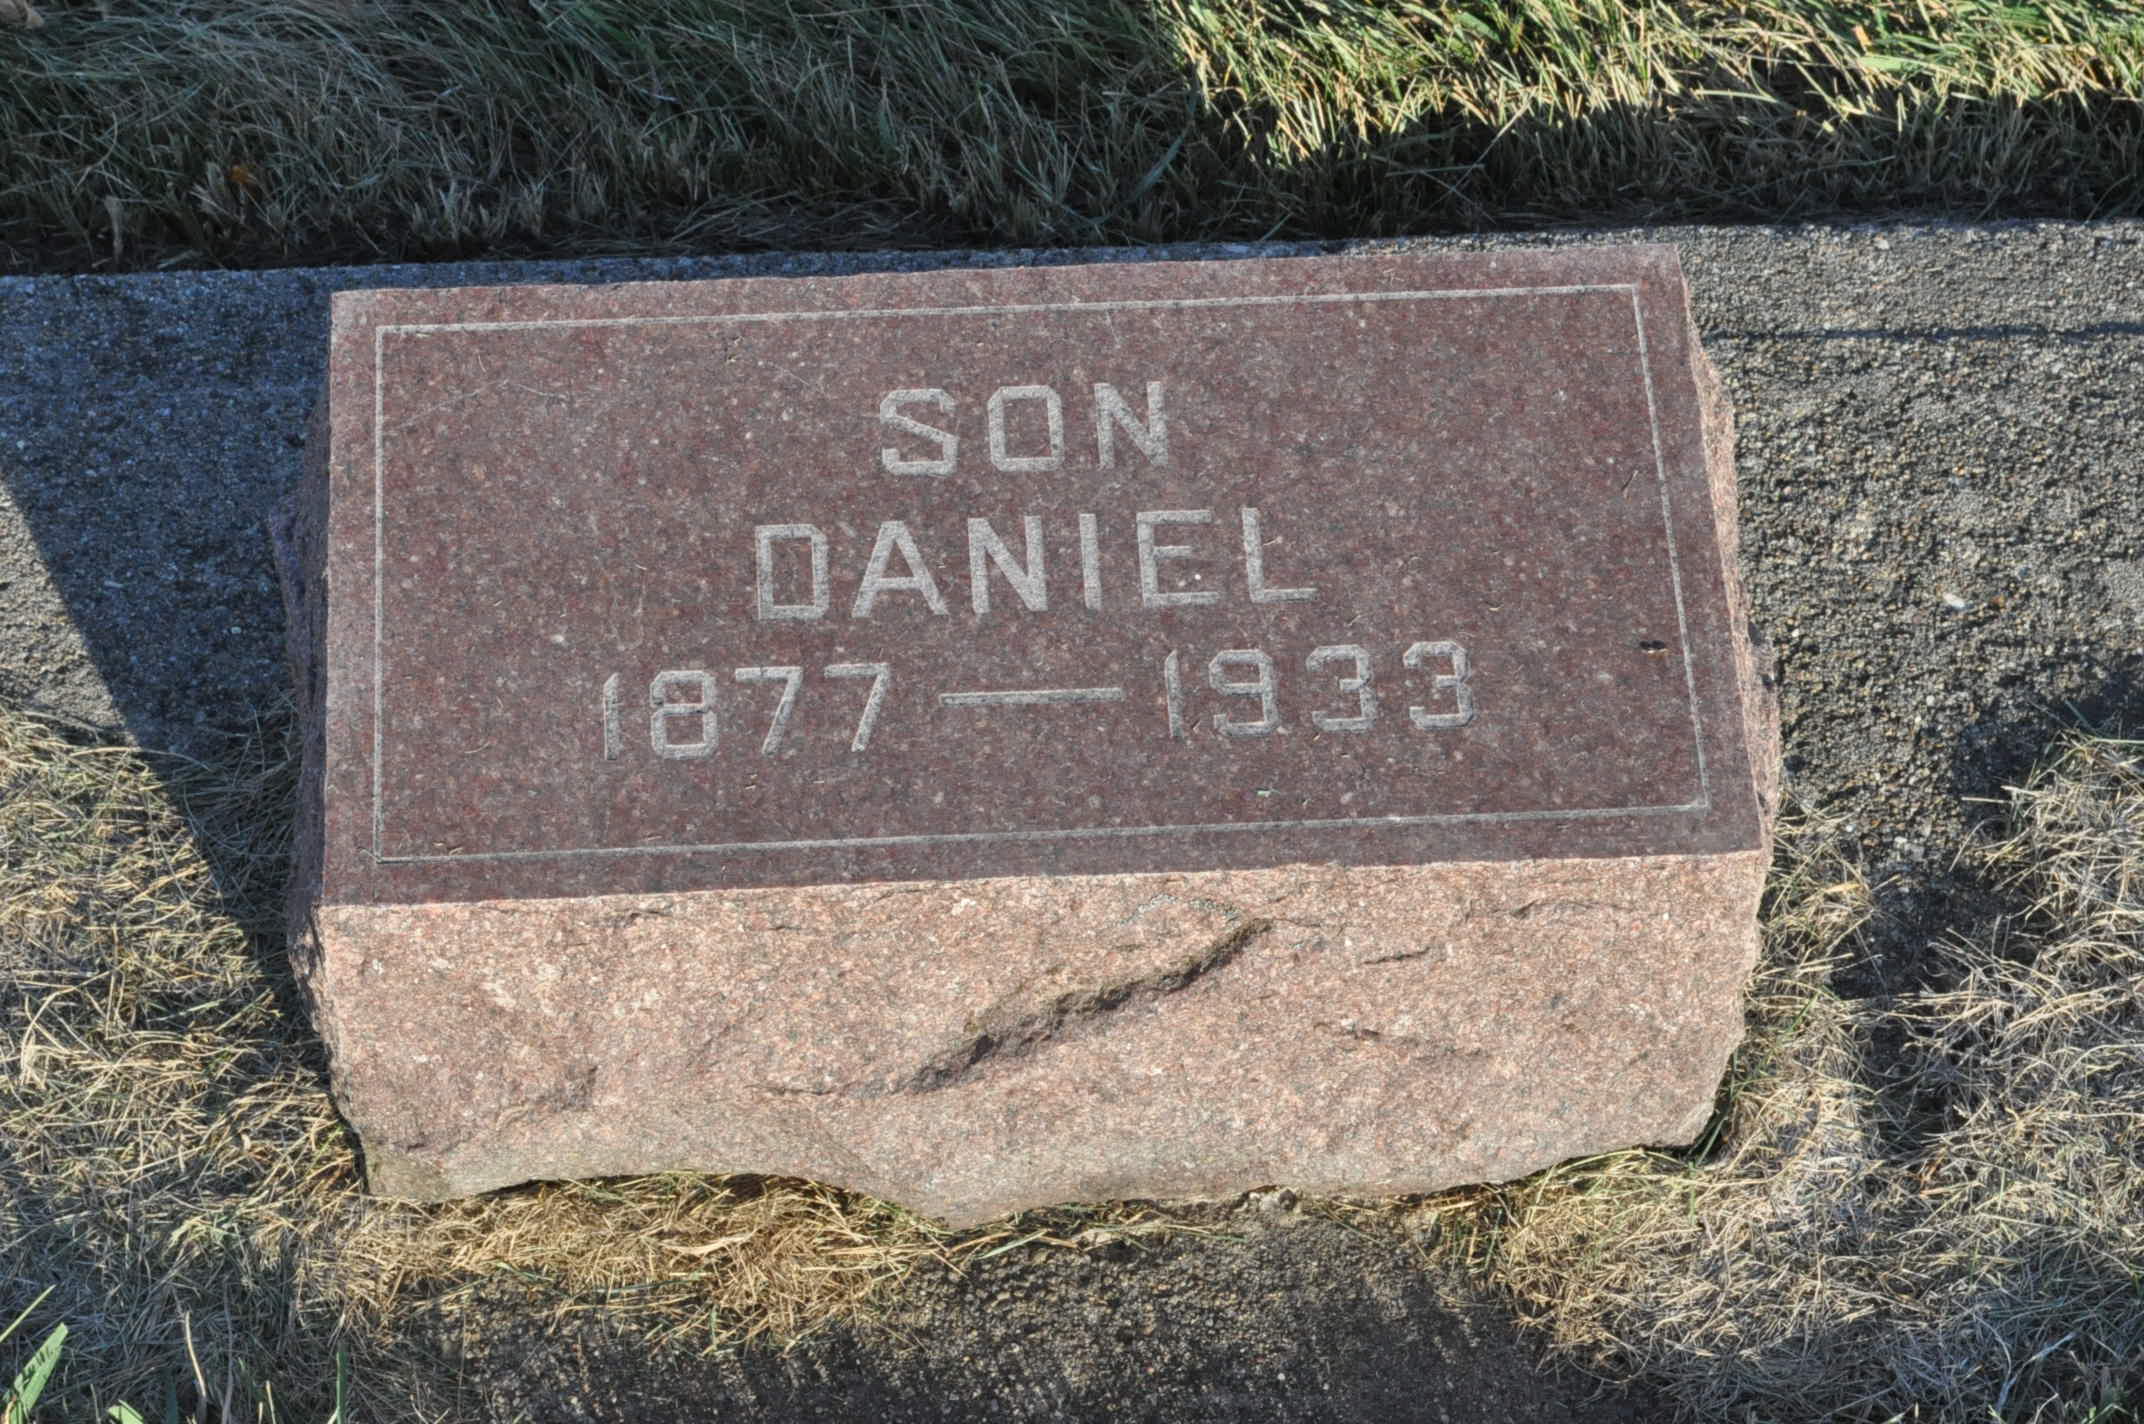 SON
DANIEL
1877 — 1933